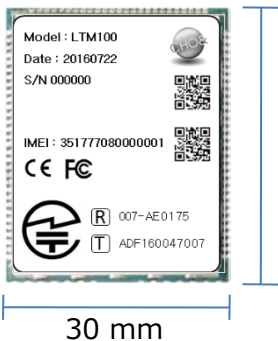 Model : LTM100
Date : 20160722
S/N 000000
IMEI : 351777080000001
CE FC
R 007-AE0175
T ADF160047007
30 mm